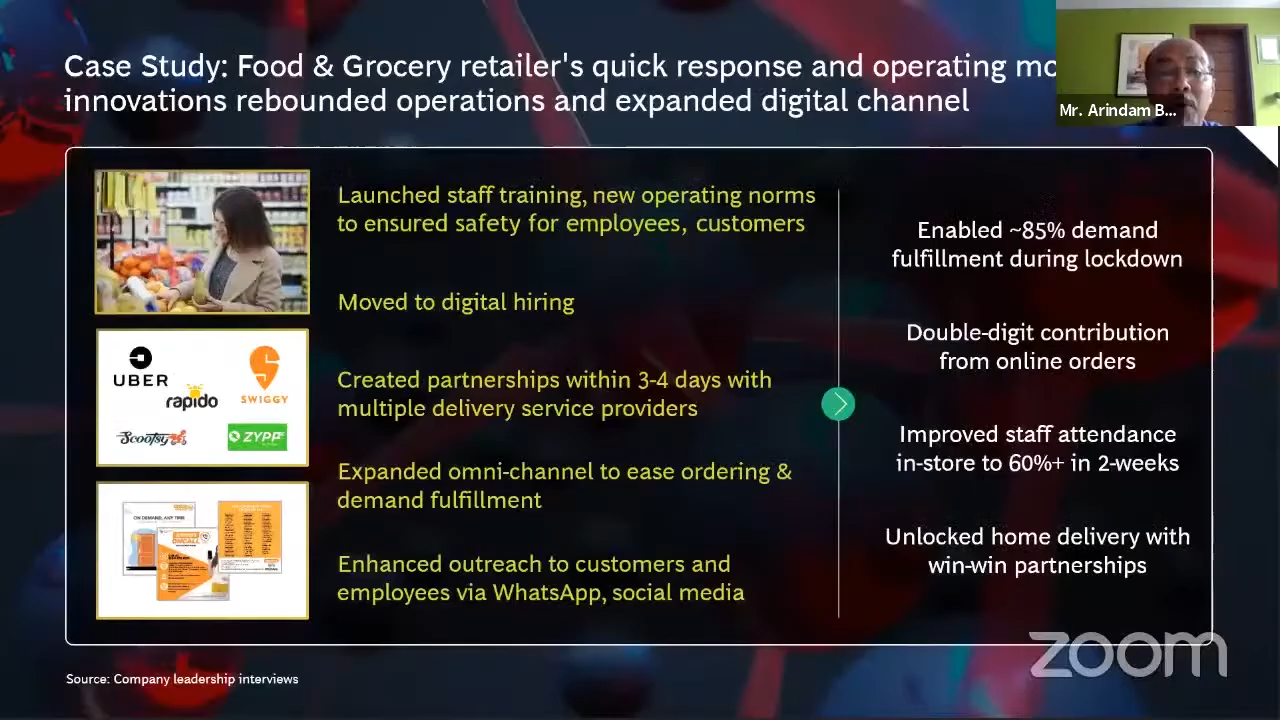 Case Study: Food & Grocery retailer's quick response and operating mo
innovations rebounded operations and expanded digital channel
Mr. Arindam B...
Launched staff training, new operating norms
to ensured safety for employees, customers
Moved to digital hiring
Created partnerships within 3-4 days with
multiple delivery service providers
Expanded omni-channel to ease ordering &
demand fulfillment
Enhanced outreach to customers and
employees via WhatsApp, social media
UBER
rapido
SWIGGY
Scootsy
ZYPP
ON DEMAND, ANY TIME
Enabled ~85% demand
fulfillment during lockdown
Double-digit contribution
from online orders
Improved staff attendance
in-store to 60%+ in 2-weeks
Unlocked home delivery with
win-win partnerships
Source: Company leadership interviews
zoom